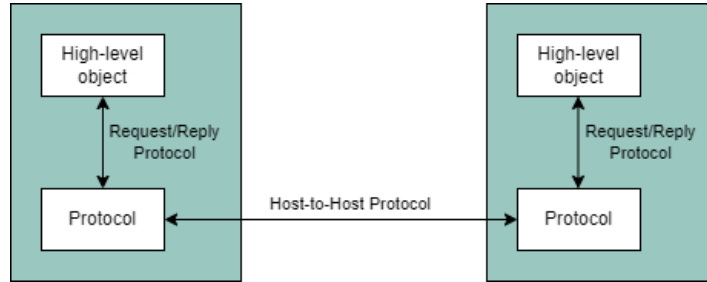 High-level
object
Request/Reply
Protocol
Protocol
Host-to-Host Protocol
High-level
object
Request/Reply
Protocol
Protocol